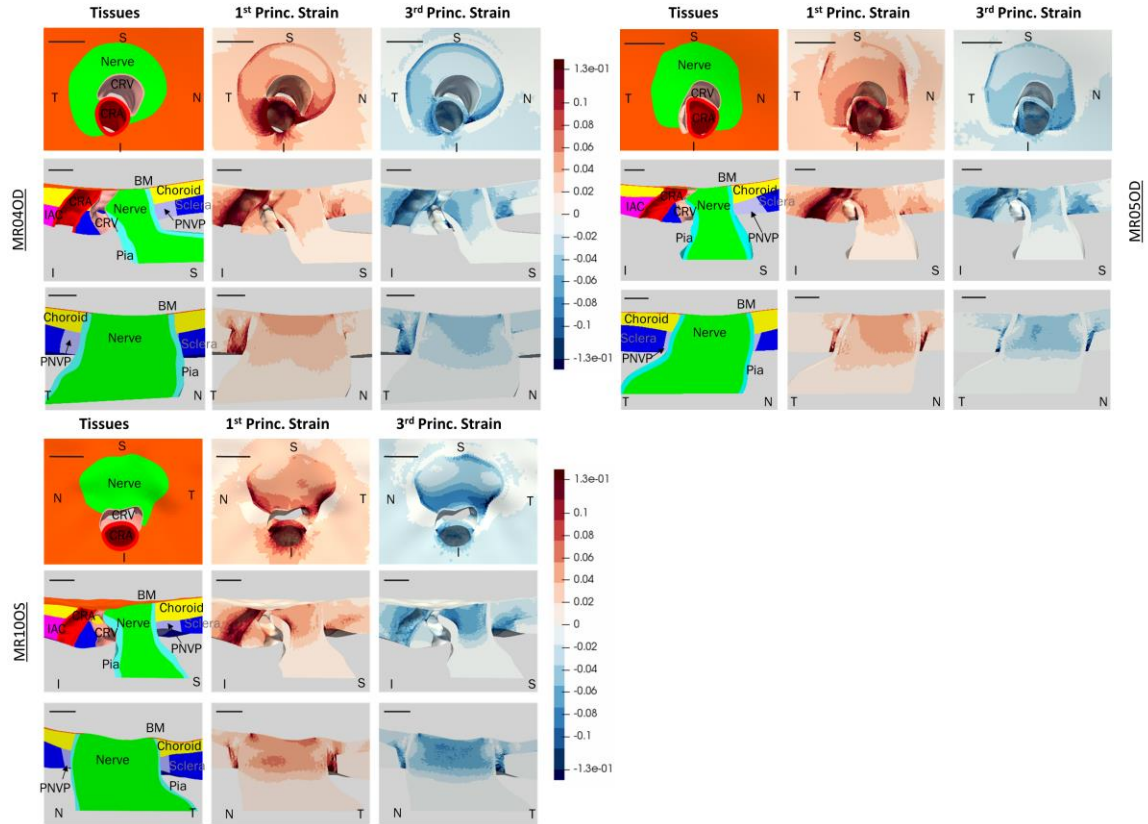 Tissues 1st Princ. Strain 3rd Princ. Strain
S
Nerve
CRV
CRA
T N N T N
I
MR04OD
BM
CRA
Choroid
Nerve
Sclera
IAC
CRV
PNVP
Pia
I S I S I S
BM
Choroid
Nerve
Sclera
PNVP
Pia
T N T N T N
1.3e-01
0.1
0.08
0.06
0.04
0.02
0
-0.02
-0.04
-0.06
-0.08
-0.1
-1.3e-01
Tissues 1st Princ. Strain 3rd Princ. Strain
S
Nerve
CRV
CRA
T N T N
I
MR05OD
BM
Choroid
CRA
Nerve
Sclera
IAC
CRV
PNVP
Pia
I S I S I S
BM
Choroid
Nerve
Sclera
PNVP
Pia
T N T N T N
Tissues 1st Princ. Strain 3rd Princ. Strain
S
Nerve
CRV
CRA
N T N T N T
I
MR10OS
BM
CRA
Choroid
Nerve
Sclera
IAC
CRV
PNVP
Pia
I S I S I S
BM
Choroid
Nerve
Sclera
PNVP
Pia
N T N T N T
1.3e-01
0.1
0.08
0.06
0.04
0.02
0
-0.02
-0.04
-0.06
-0.08
-0.1
-1.3e-01